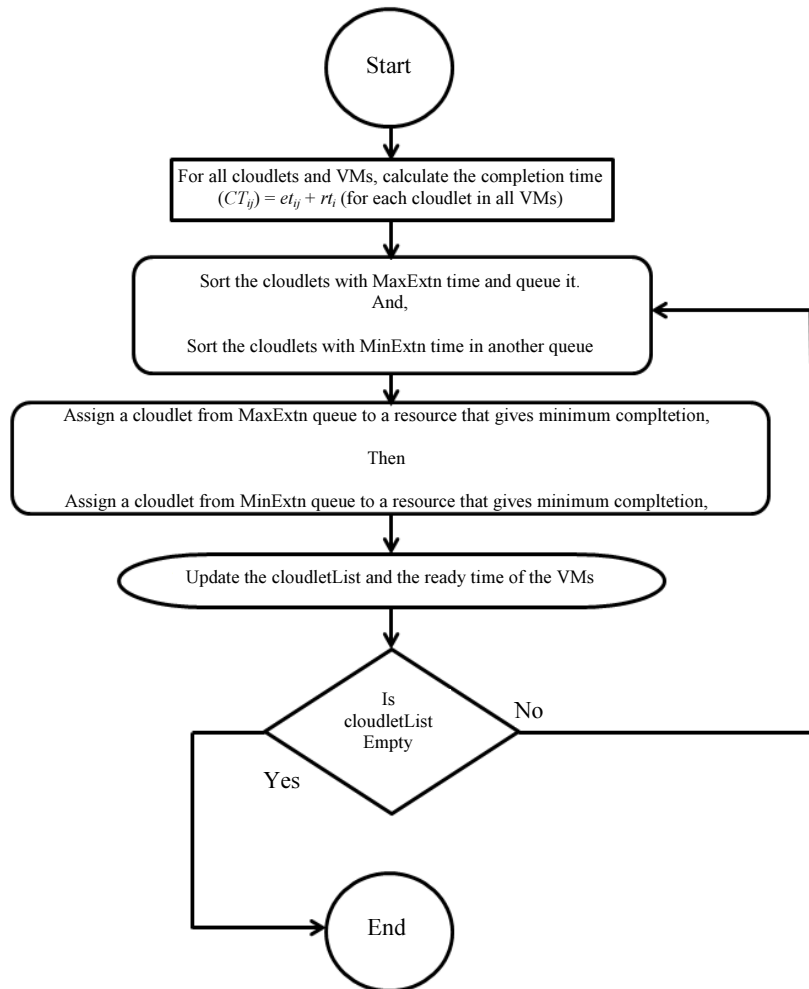 Start
For all cloudlets and VMs, calculate the completion time
(CTij) = etij + rti (for each cloudlet in all VMs)
Sort the cloudlets with MaxExtn time and queue it.
And,
Sort the cloudlets with MinExtn time in another queue
Assign a cloudlet from MaxExtn queue to a resource that gives minimum compltetion,
Then
Assign a cloudlet from MinExtn queue to a resource that gives minimum compltetion,
Update the cloudletList and the ready time of the VMs
Is
cloudletList
Empty
No
Yes
End